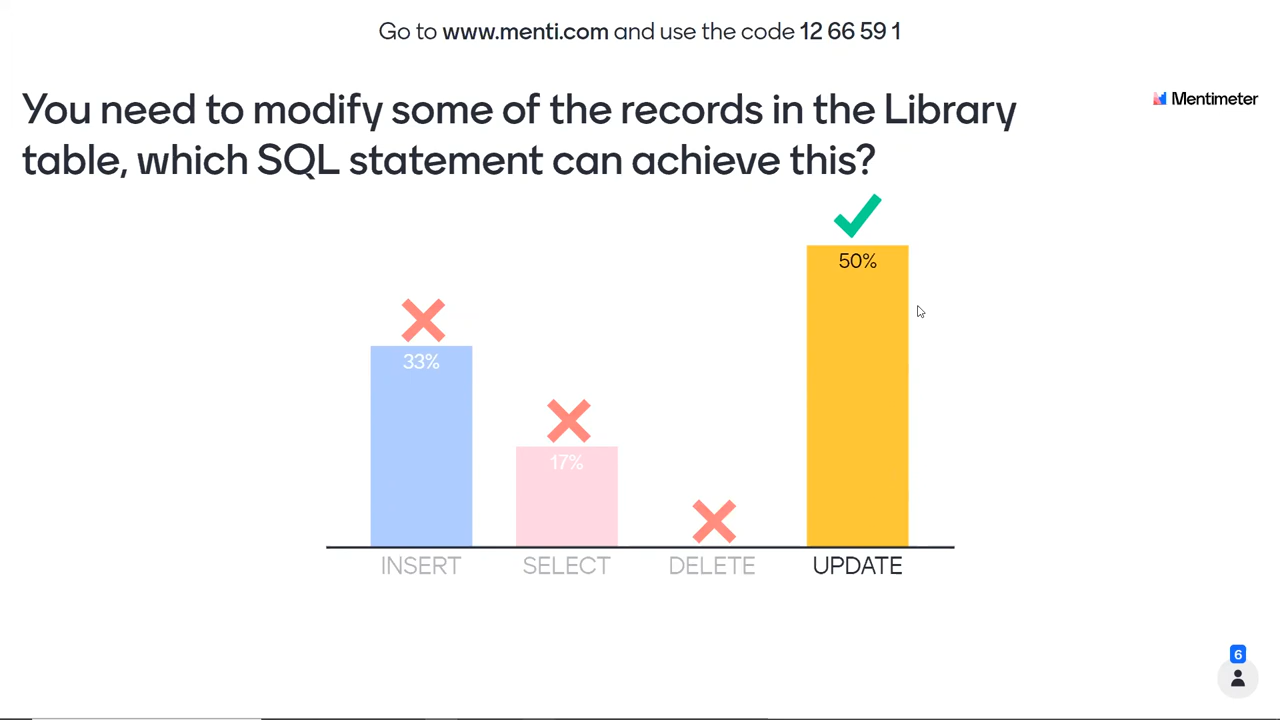 Go to www.menti.com and use the code 12 66 59 1
You need to modify some of the records in the Library
table, which SQL statement can achieve this?
Mentimeter
50%
33%
17%
INSERT
SELECT
DELETE
UPDATE
6